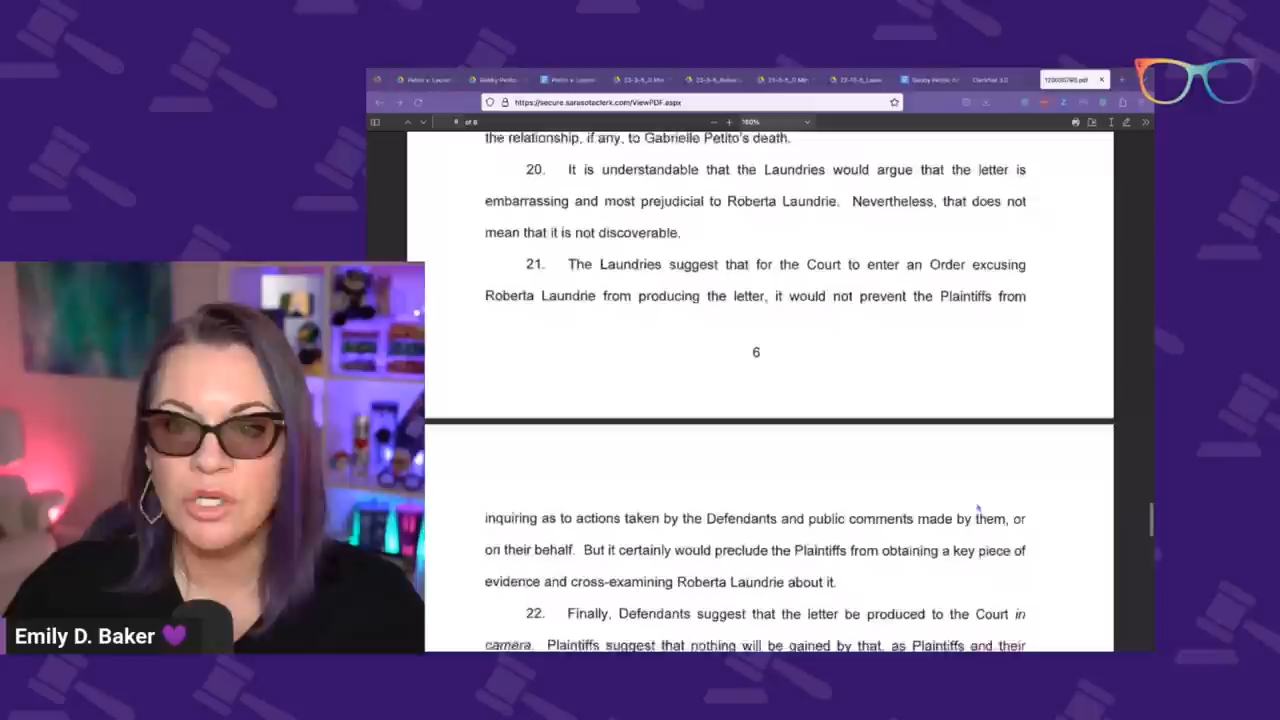 https://secure.sarasotaclerk.com/ViewPDF.aspx
the relationship, if any, to Gabrielle Petito's death.
20. It is understandable that the Laundries would argue that the letter is
embarrassing and most prejudicial to Roberta Laundrie. Nevertheless, that does not
mean that it is not discoverable.
21. The Laundries suggest that for the Court to enter an Order excusing
Roberta Laundrie from producing the letter, it would not prevent the Plaintiffs from
6
inquiring as to actions taken by the Defendants and public comments made by them, or
on their behalf. But it certainly would preclude the Plaintiffs from obtaining a key piece of
evidence and cross-examining Roberta Laundrie about it.
22. Finally, Defendants suggest that the letter be produced to the Court in
camera. Plaintiffs suggest that nothing will be gained by that, as Plaintiffs and their
Emily D. Baker